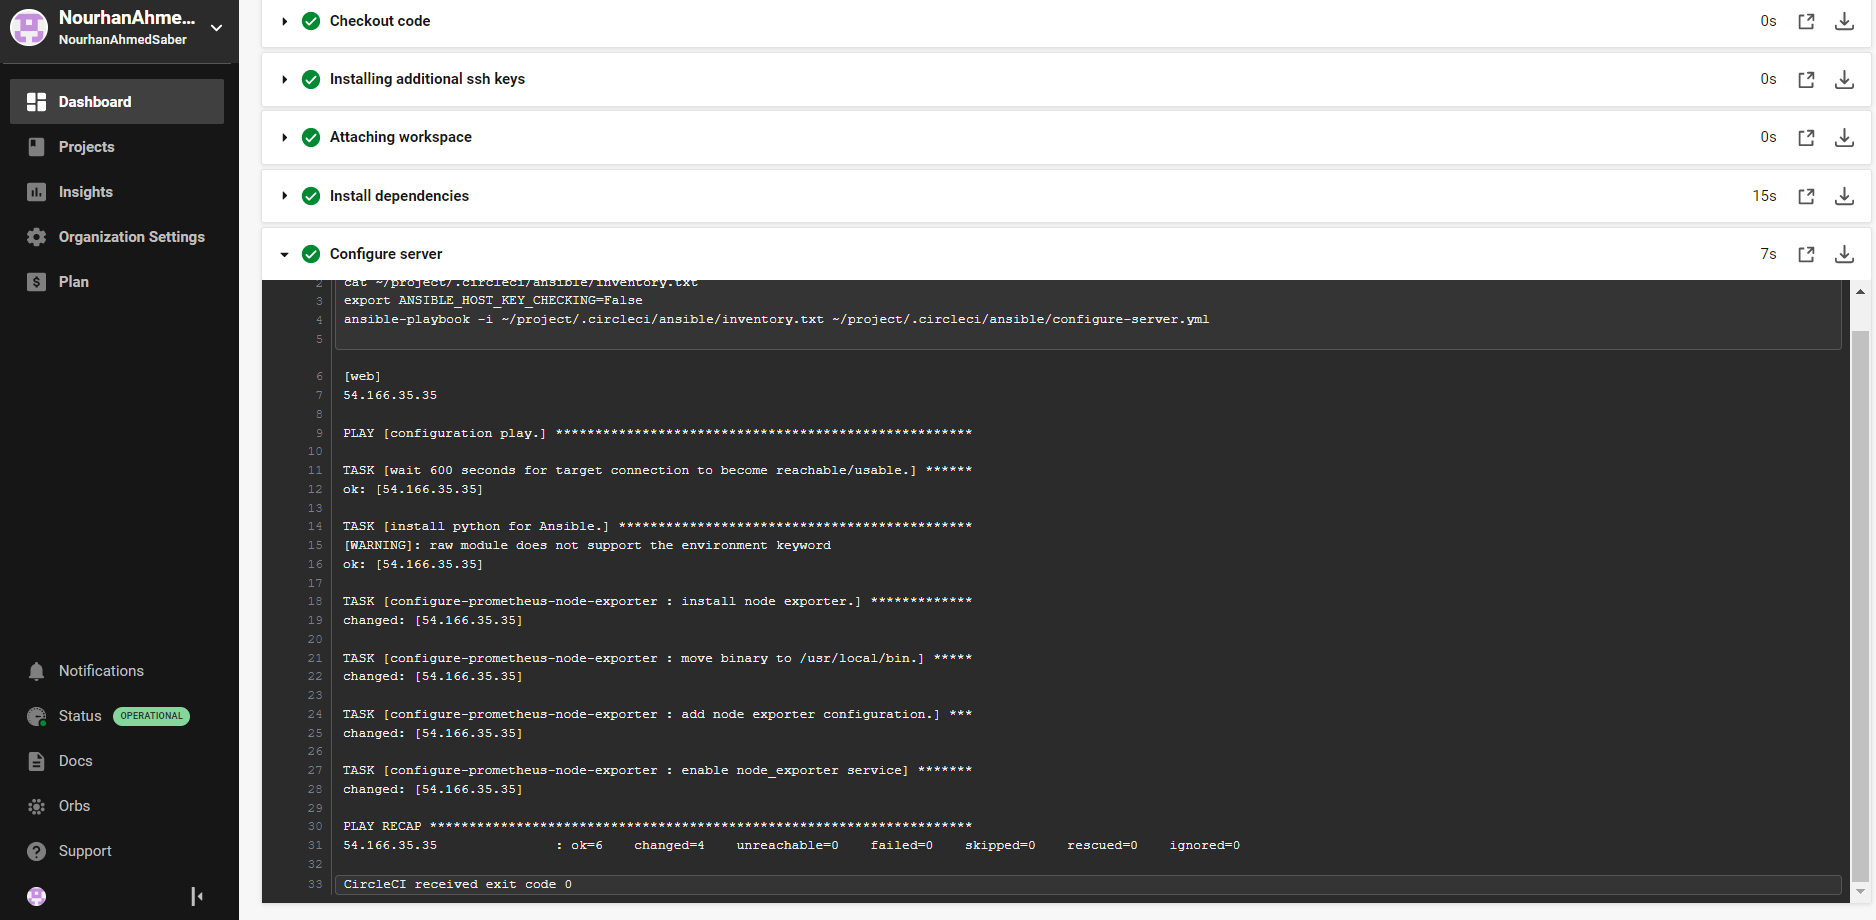 NourhanAhme...
NourhanAhmedSaber
Dashboard
Projects
Insights
Organization Settings
Plan
Notifications
Status OPERATIONAL
Docs
Orbs
Support
Checkout code 0s
Installing additional ssh keys 0s
Attaching workspace 0s
Install dependencies 15s
Configure server 7s
2 cat ~/project/.circleci/ansible/inventory.txt
3 export ANSIBLE_HOST_KEY_CHECKING=False
4 ansible-playbook -i ~/project/.circleci/ansible/inventory.txt ~/project/.circleci/ansible/configure-server.yml
5
6 [web]
7 54.166.35.35
8
9 PLAY [configuration play.] *****************************************************
10
11 TASK [wait 600 seconds for target connection to become reachable/usable.] ******
12 ok: [54.166.35.35]
13
14 TASK [install python for Ansible.] *********************************************
15 [WARNING]: raw module does not support the environment keyword
16 ok: [54.166.35.35]
17
18 TASK [configure-prometheus-node-exporter : install node exporter.] *************
19 changed: [54.166.35.35]
20
21 TASK [configure-prometheus-node-exporter : move binary to /usr/local/bin.] *****
22 changed: [54.166.35.35]
23
24 TASK [configure-prometheus-node-exporter : add node exporter configuration.] ***
25 changed: [54.166.35.35]
26
27 TASK [configure-prometheus-node-exporter : enable node_exporter service] *******
28 changed: [54.166.35.35]
29
30 PLAY RECAP *********************************************************************
31 54.166.35.35 : ok=6 changed=4 unreachable=0 failed=0 skipped=0 rescued=0 ignored=0
32
33 CircleCI received exit code 0